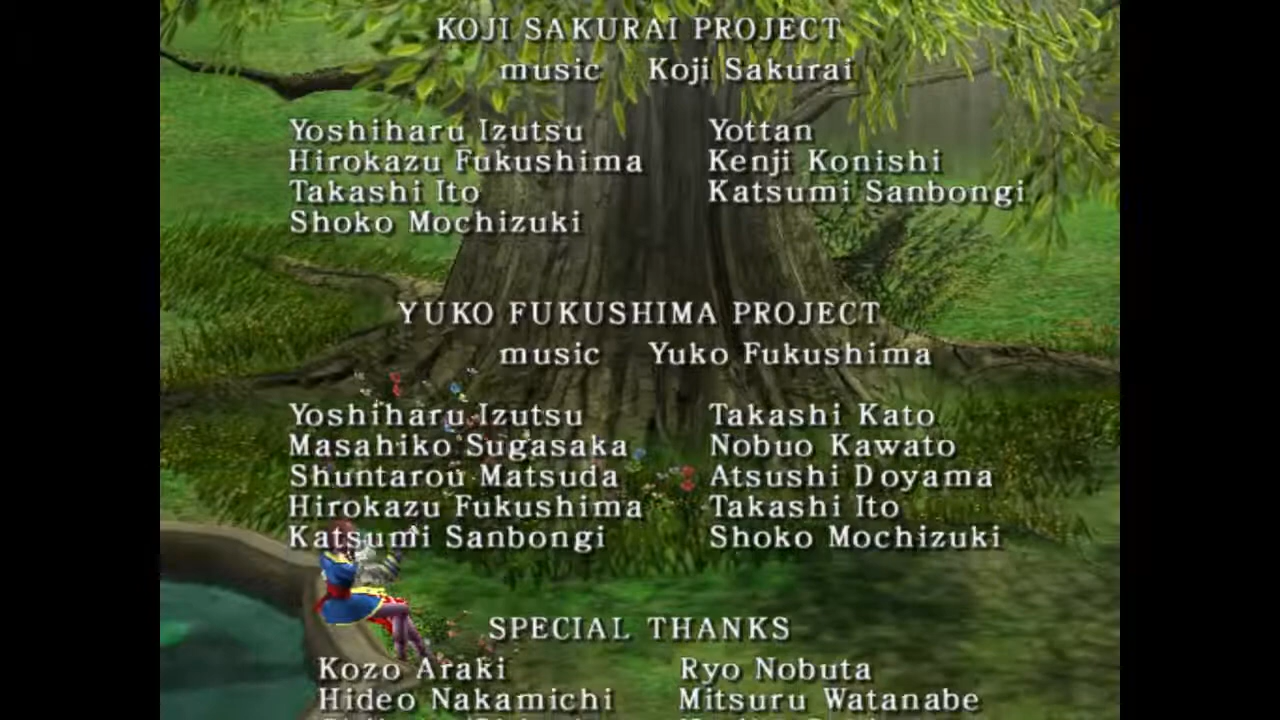 KOJI SAKURAI PROJECT
music Koji Sakurai
Yoshiharu Izutsu Yottan
Hirokazu Fukushima Kenji Konishi
Takashi Ito Katsumi Sanbongi
Shoko Mochizuki
YUKO FUKUSHIMA PROJECT
music Yuko Fukushima
Yoshiharu Izutsu Takashi Kato
Masahiko Sugasaka Nobuo Kawato
Shuntarou Matsuda Atsushi Doyama
Hirokazu Fukushima Takashi Ito
Katsumi Sanbongi Shoko Mochizuki
SPECIAL THANKS
Kozo Araki Ryo Nobuta
Hideo Nakamichi Mitsuru Watanabe